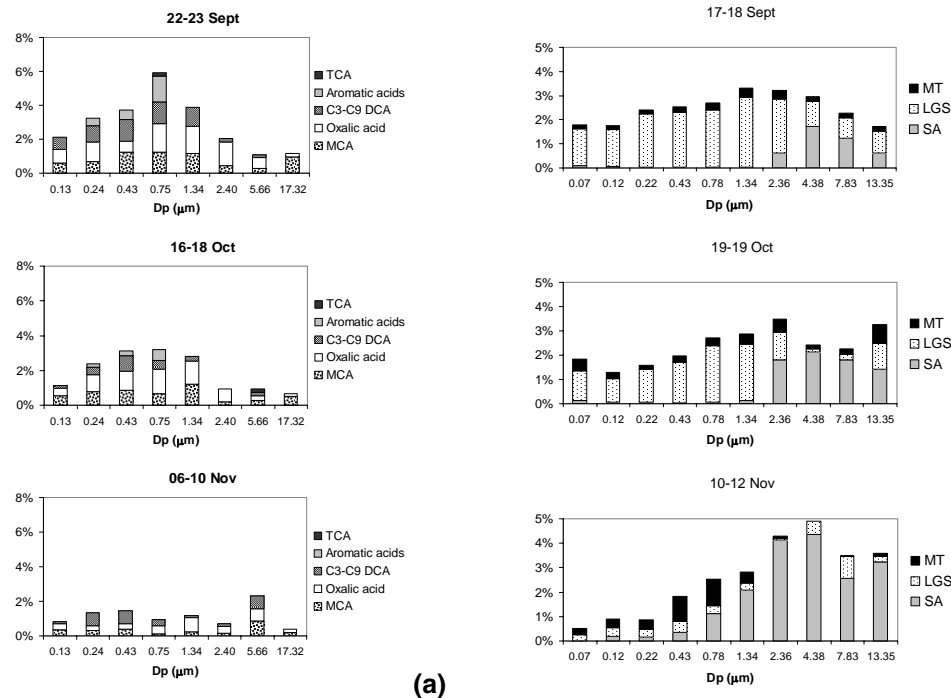 22-23 Sept
8%
6%
4%
2%
0%
0.13 0.24 0.43 0.75 1.34 2.40 5.66 17.32
Dp (μm)
TCA
Aromatic acids
C3-C9 DCA
Oxalic acid
MCA
17-18 Sept
5%
4%
3%
2%
1%
0%
0.07 0.12 0.22 0.43 0.78 1.34 2.36 4.38 7.83 13.35
Dp (μm)
MT
LGS
SA
16-18 Oct
8%
6%
4%
2%
0%
0.13 0.24 0.43 0.75 1.34 2.40 5.66 17.32
Dp (μm)
TCA
Aromatic acids
C3-C9 DCA
Oxalic acid
MCA
19-19 Oct
5%
4%
3%
2%
1%
0%
0.07 0.12 0.22 0.43 0.78 1.34 2.36 4.38 7.83 13.35
Dp (μm)
MT
LGS
SA
06-10 Nov
8%
6%
4%
2%
0%
0.13 0.24 0.43 0.75 1.34 2.40 5.66 17.32
Dp (μm)
TCA
Aromatic acids
C3-C9 DCA
Oxalic acid
MCA
10-12 Nov
5%
4%
3%
2%
1%
0%
0.07 0.12 0.22 0.43 0.78 1.34 2.36 4.38 7.83 13.35
Dp (μm)
MT
LGS
SA
(a)